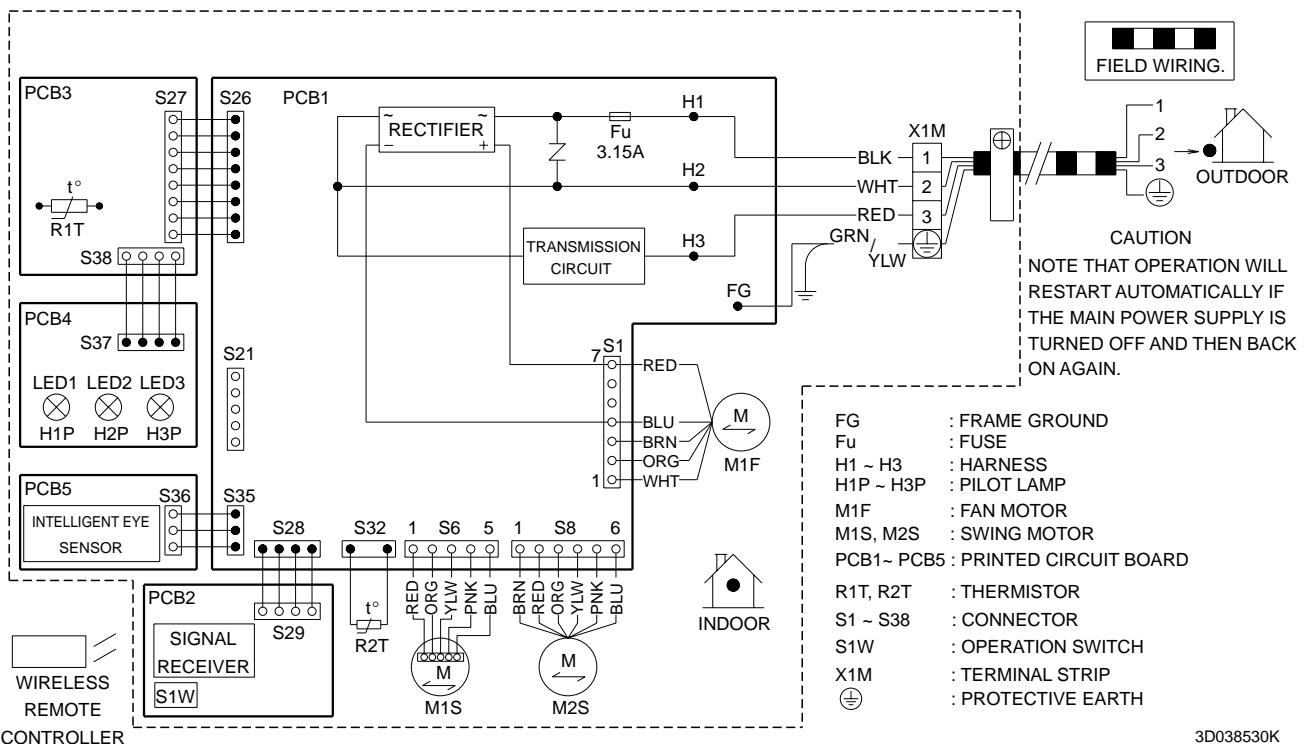 FIELD WIRING.
PCB3
S27
S26
PCB1
~
~
RECTIFIER
−
+
Fu
3.15A
H1
H2
H3
TRANSMISSION
CIRCUIT
FG
X1M
BLK
1
WHT
2
RED
3
GRN
/
YLW
1
2
3
OUTDOOR
t°
R1T
S38
PCB4
S37
LED1 LED2 LED3
H1P H2P H3P
S21
PCB5
S36
S35
INTELLIGENT EYE
SENSOR
S1
7
RED
BLU
BRN
ORG
1
WHT
M
M1F
S28
S32
1 S6 5
1 S8 6
RED
ORG
YLW
PNK
BLU
BRN
RED
ORG
YLW
PNK
BLU
t°
R2T
M
M1S
M
M2S
INDOOR
PCB2
S29
SIGNAL
RECEIVER
S1W
WIRELESS
REMOTE
CONTROLLER
CAUTION
NOTE THAT OPERATION WILL
RESTART AUTOMATICALLY IF
THE MAIN POWER SUPPLY IS
TURNED OFF AND THEN BACK
ON AGAIN.
FG : FRAME GROUND
Fu : FUSE
H1 ~ H3 : HARNESS
H1P ~ H3P : PILOT LAMP
M1F : FAN MOTOR
M1S, M2S : SWING MOTOR
PCB1~ PCB5 : PRINTED CIRCUIT BOARD
R1T, R2T : THERMISTOR
S1 ~ S38 : CONNECTOR
S1W : OPERATION SWITCH
X1M : TERMINAL STRIP
: PROTECTIVE EARTH
3D038530K